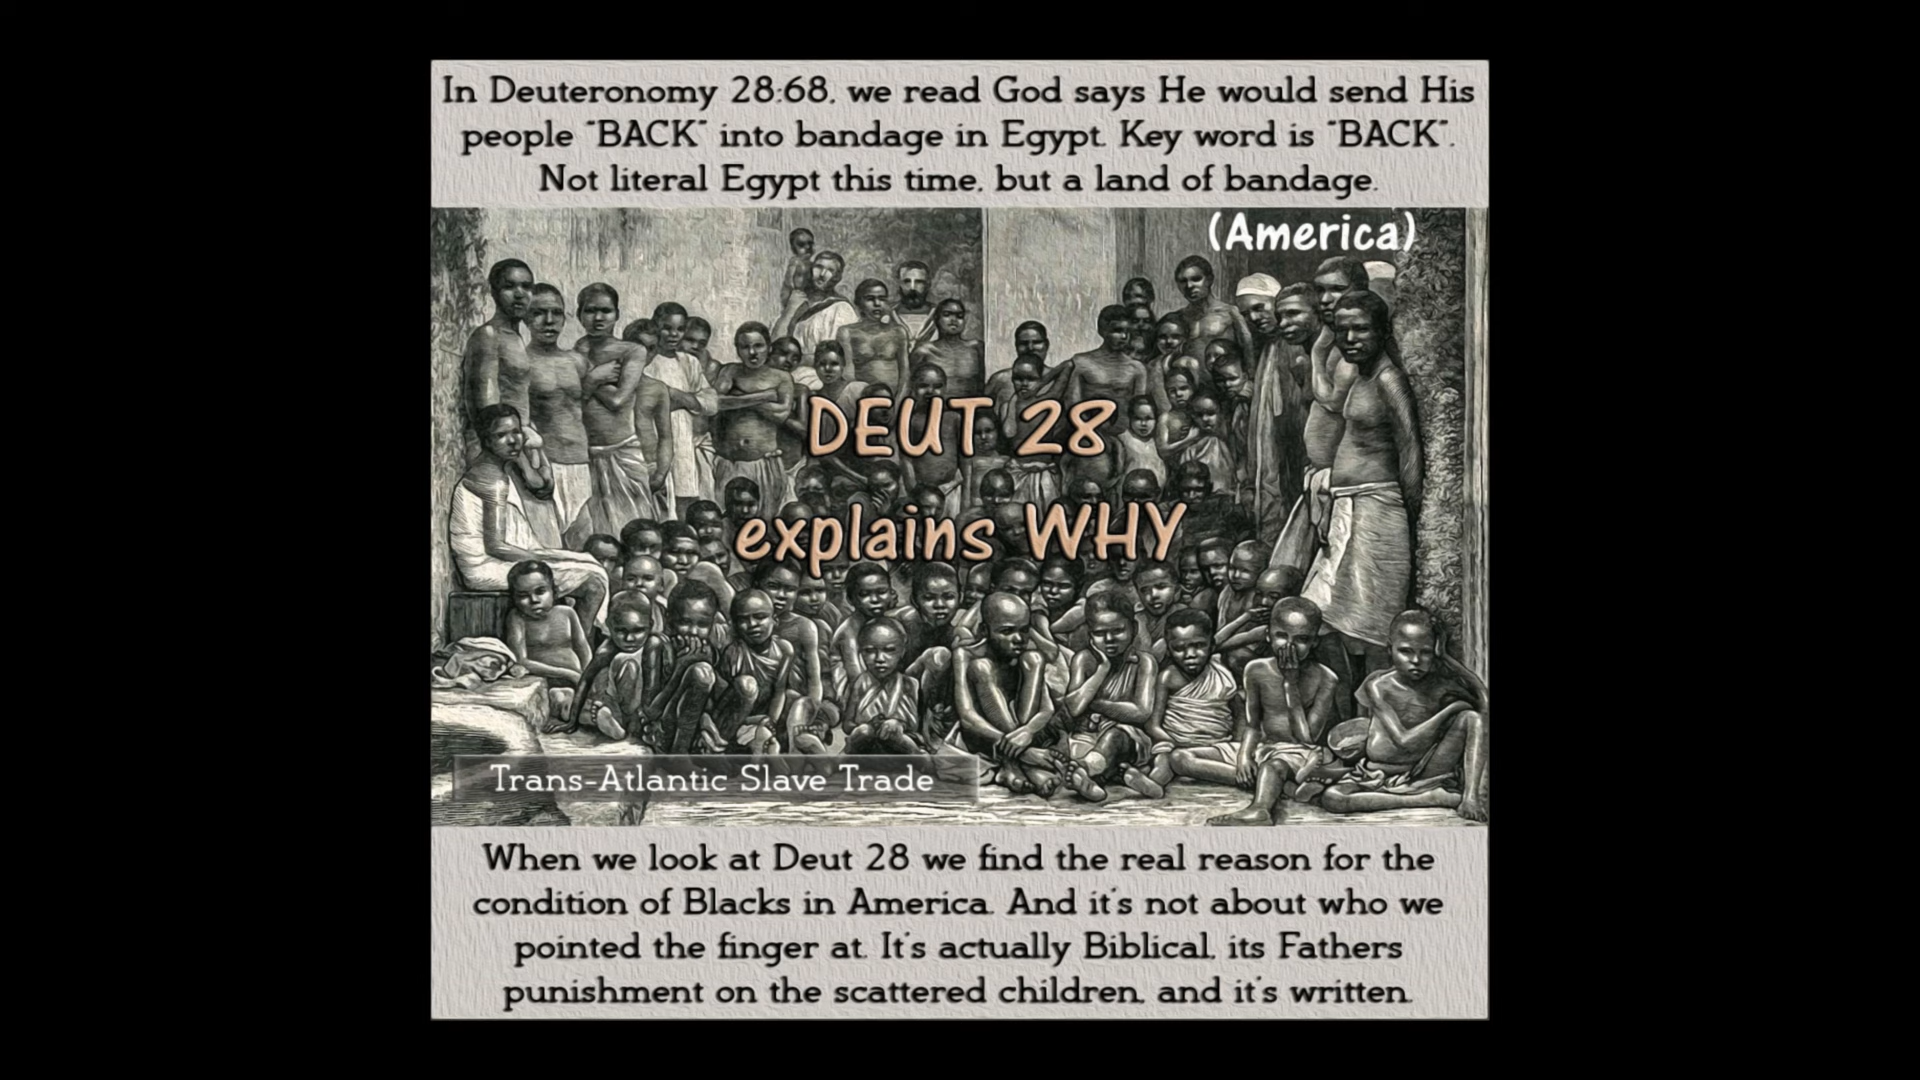 In Deuteronomy 28:68, we read God says He would send His
people "BACK" into bandage in Egypt. Key word is "BACK".
Not literal Egypt this time, but a land of bandage.
(America)
DEUT 28
explains WHY
Trans-Atlantic Slave Trade
When we look at Deut 28 we find the real reason for the
condition of Blacks in America. And it's not about who we
pointed the finger at. It's actually Biblical, its Fathers
punishment on the scattered children, and it's written.